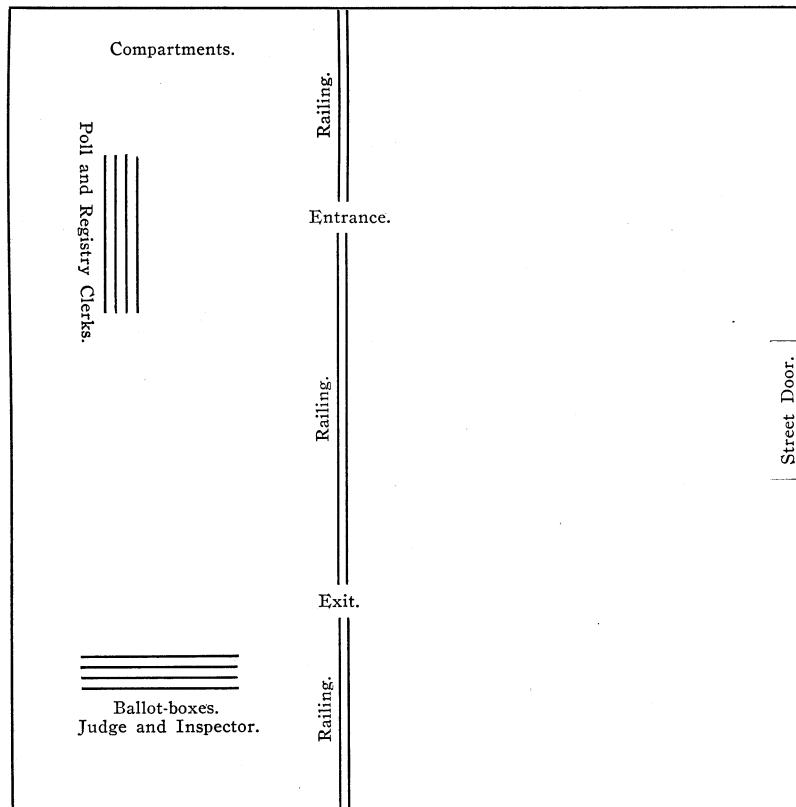 Compartments.
Railing.
Poll and Registry Clerks.
Entrance.
Railing.
Street Door.
Exit.
Ballot-boxes.
Judge and Inspector.
Railing.